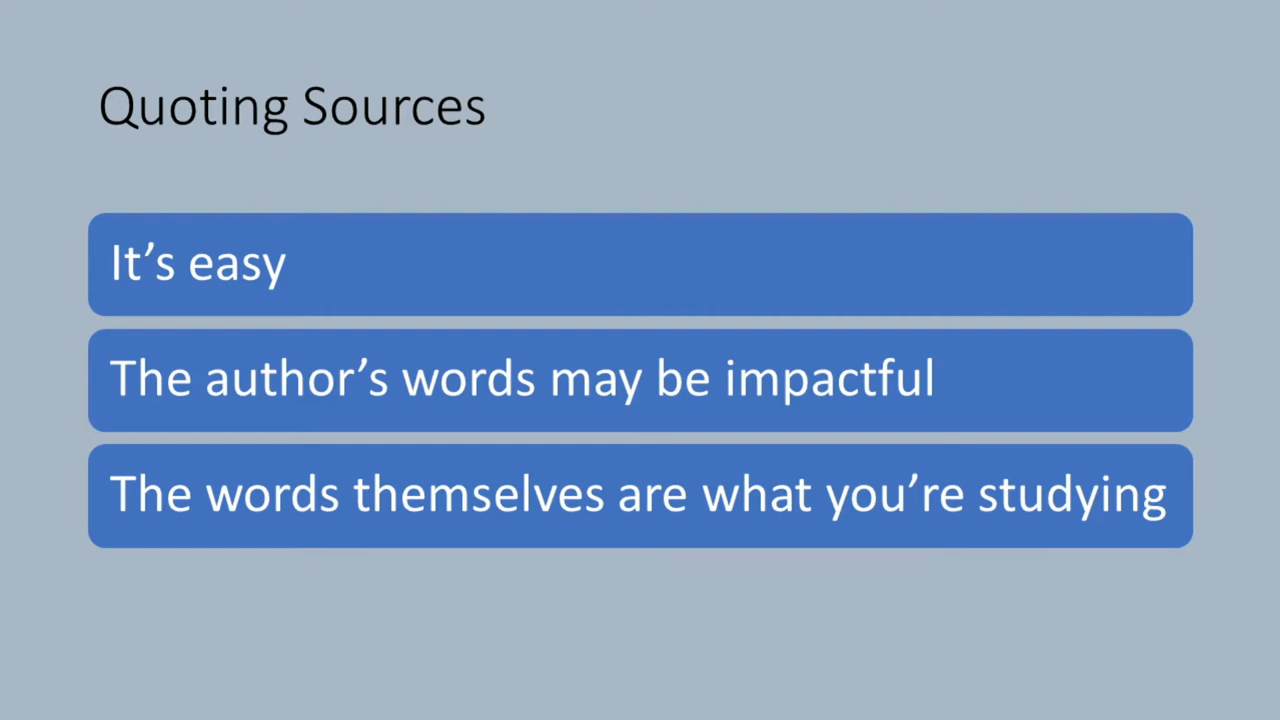 Quoting Sources
It’s easy
The author’s words may be impactful
The words themselves are what you’re studying